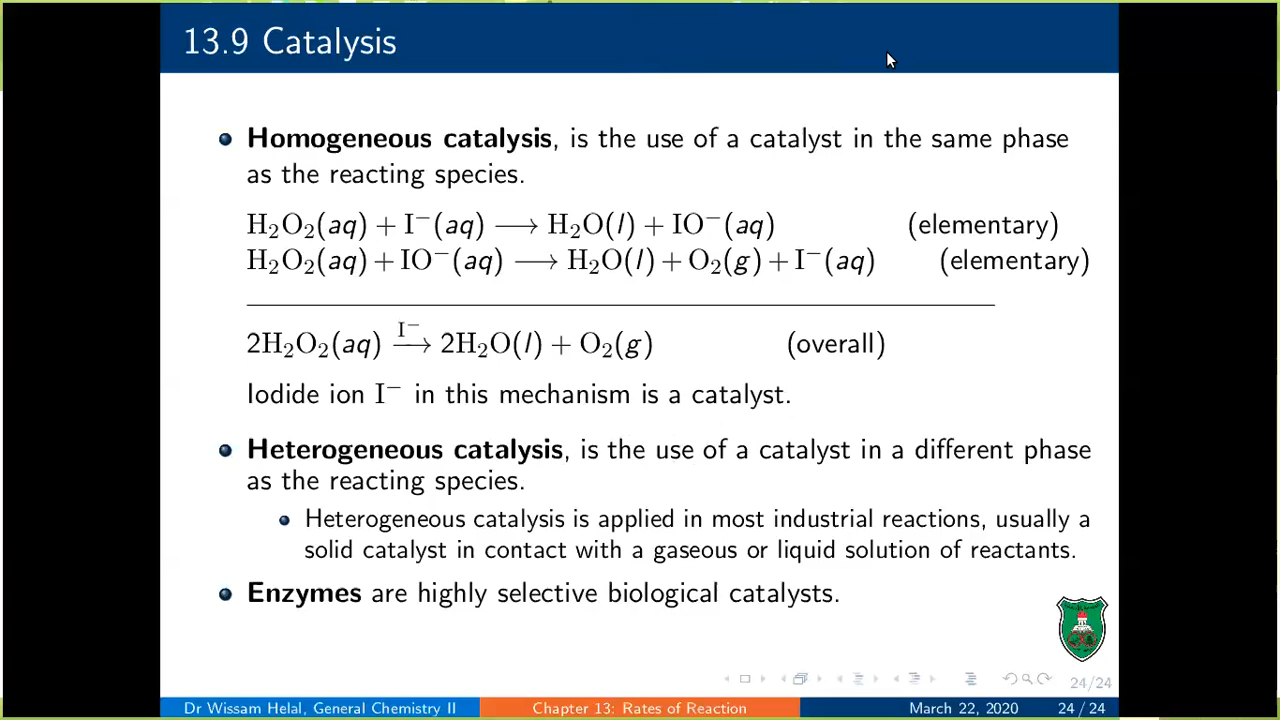 13.9 Catalysis
Homogeneous catalysis, is the use of a catalyst in the same phase
as the reacting species.
H₂O₂(aq) + I⁻(aq) ⟶ H₂O(l) + IO⁻(aq) (elementary)
H₂O₂(aq) + IO⁻(aq) ⟶ H₂O(l) + O₂(g) + I⁻(aq) (elementary)
I⁻
2H₂O₂(aq) ⟶ 2H₂O(l) + O₂(g) (overall)
Iodide ion I⁻ in this mechanism is a catalyst.
Heterogeneous catalysis, is the use of a catalyst in a different phase
as the reacting species.
Heterogeneous catalysis is applied in most industrial reactions, usually a
solid catalyst in contact with a gaseous or liquid solution of reactants.
Enzymes are highly selective biological catalysts.
24/24
Dr Wissam Helal, General Chemistry II Chapter 13: Rates of Reaction March 22, 2020 24 / 24